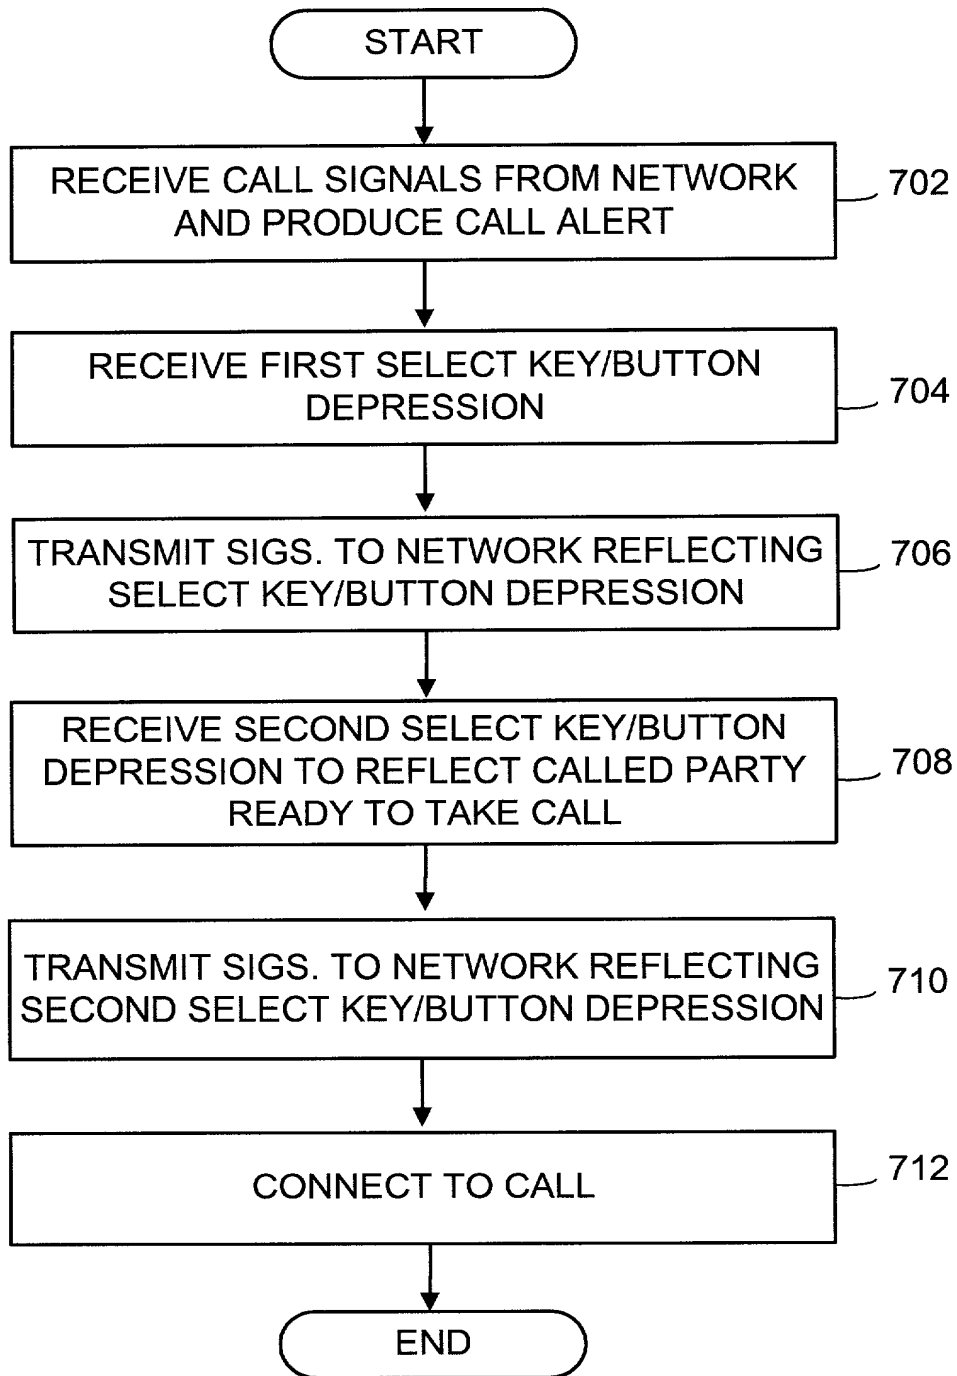 START
RECEIVE CALL SIGNALS FROM NETWORK
AND PRODUCE CALL ALERT
702
RECEIVE FIRST SELECT KEY/BUTTON
DEPRESSION
704
TRANSMIT SIGS. TO NETWORK REFLECTING
SELECT KEY/BUTTON DEPRESSION
706
RECEIVE SECOND SELECT KEY/BUTTON
DEPRESSION TO REFLECT CALLED PARTY
READY TO TAKE CALL
708
TRANSMIT SIGS. TO NETWORK REFLECTING
SECOND SELECT KEY/BUTTON DEPRESSION
710
CONNECT TO CALL
712
END